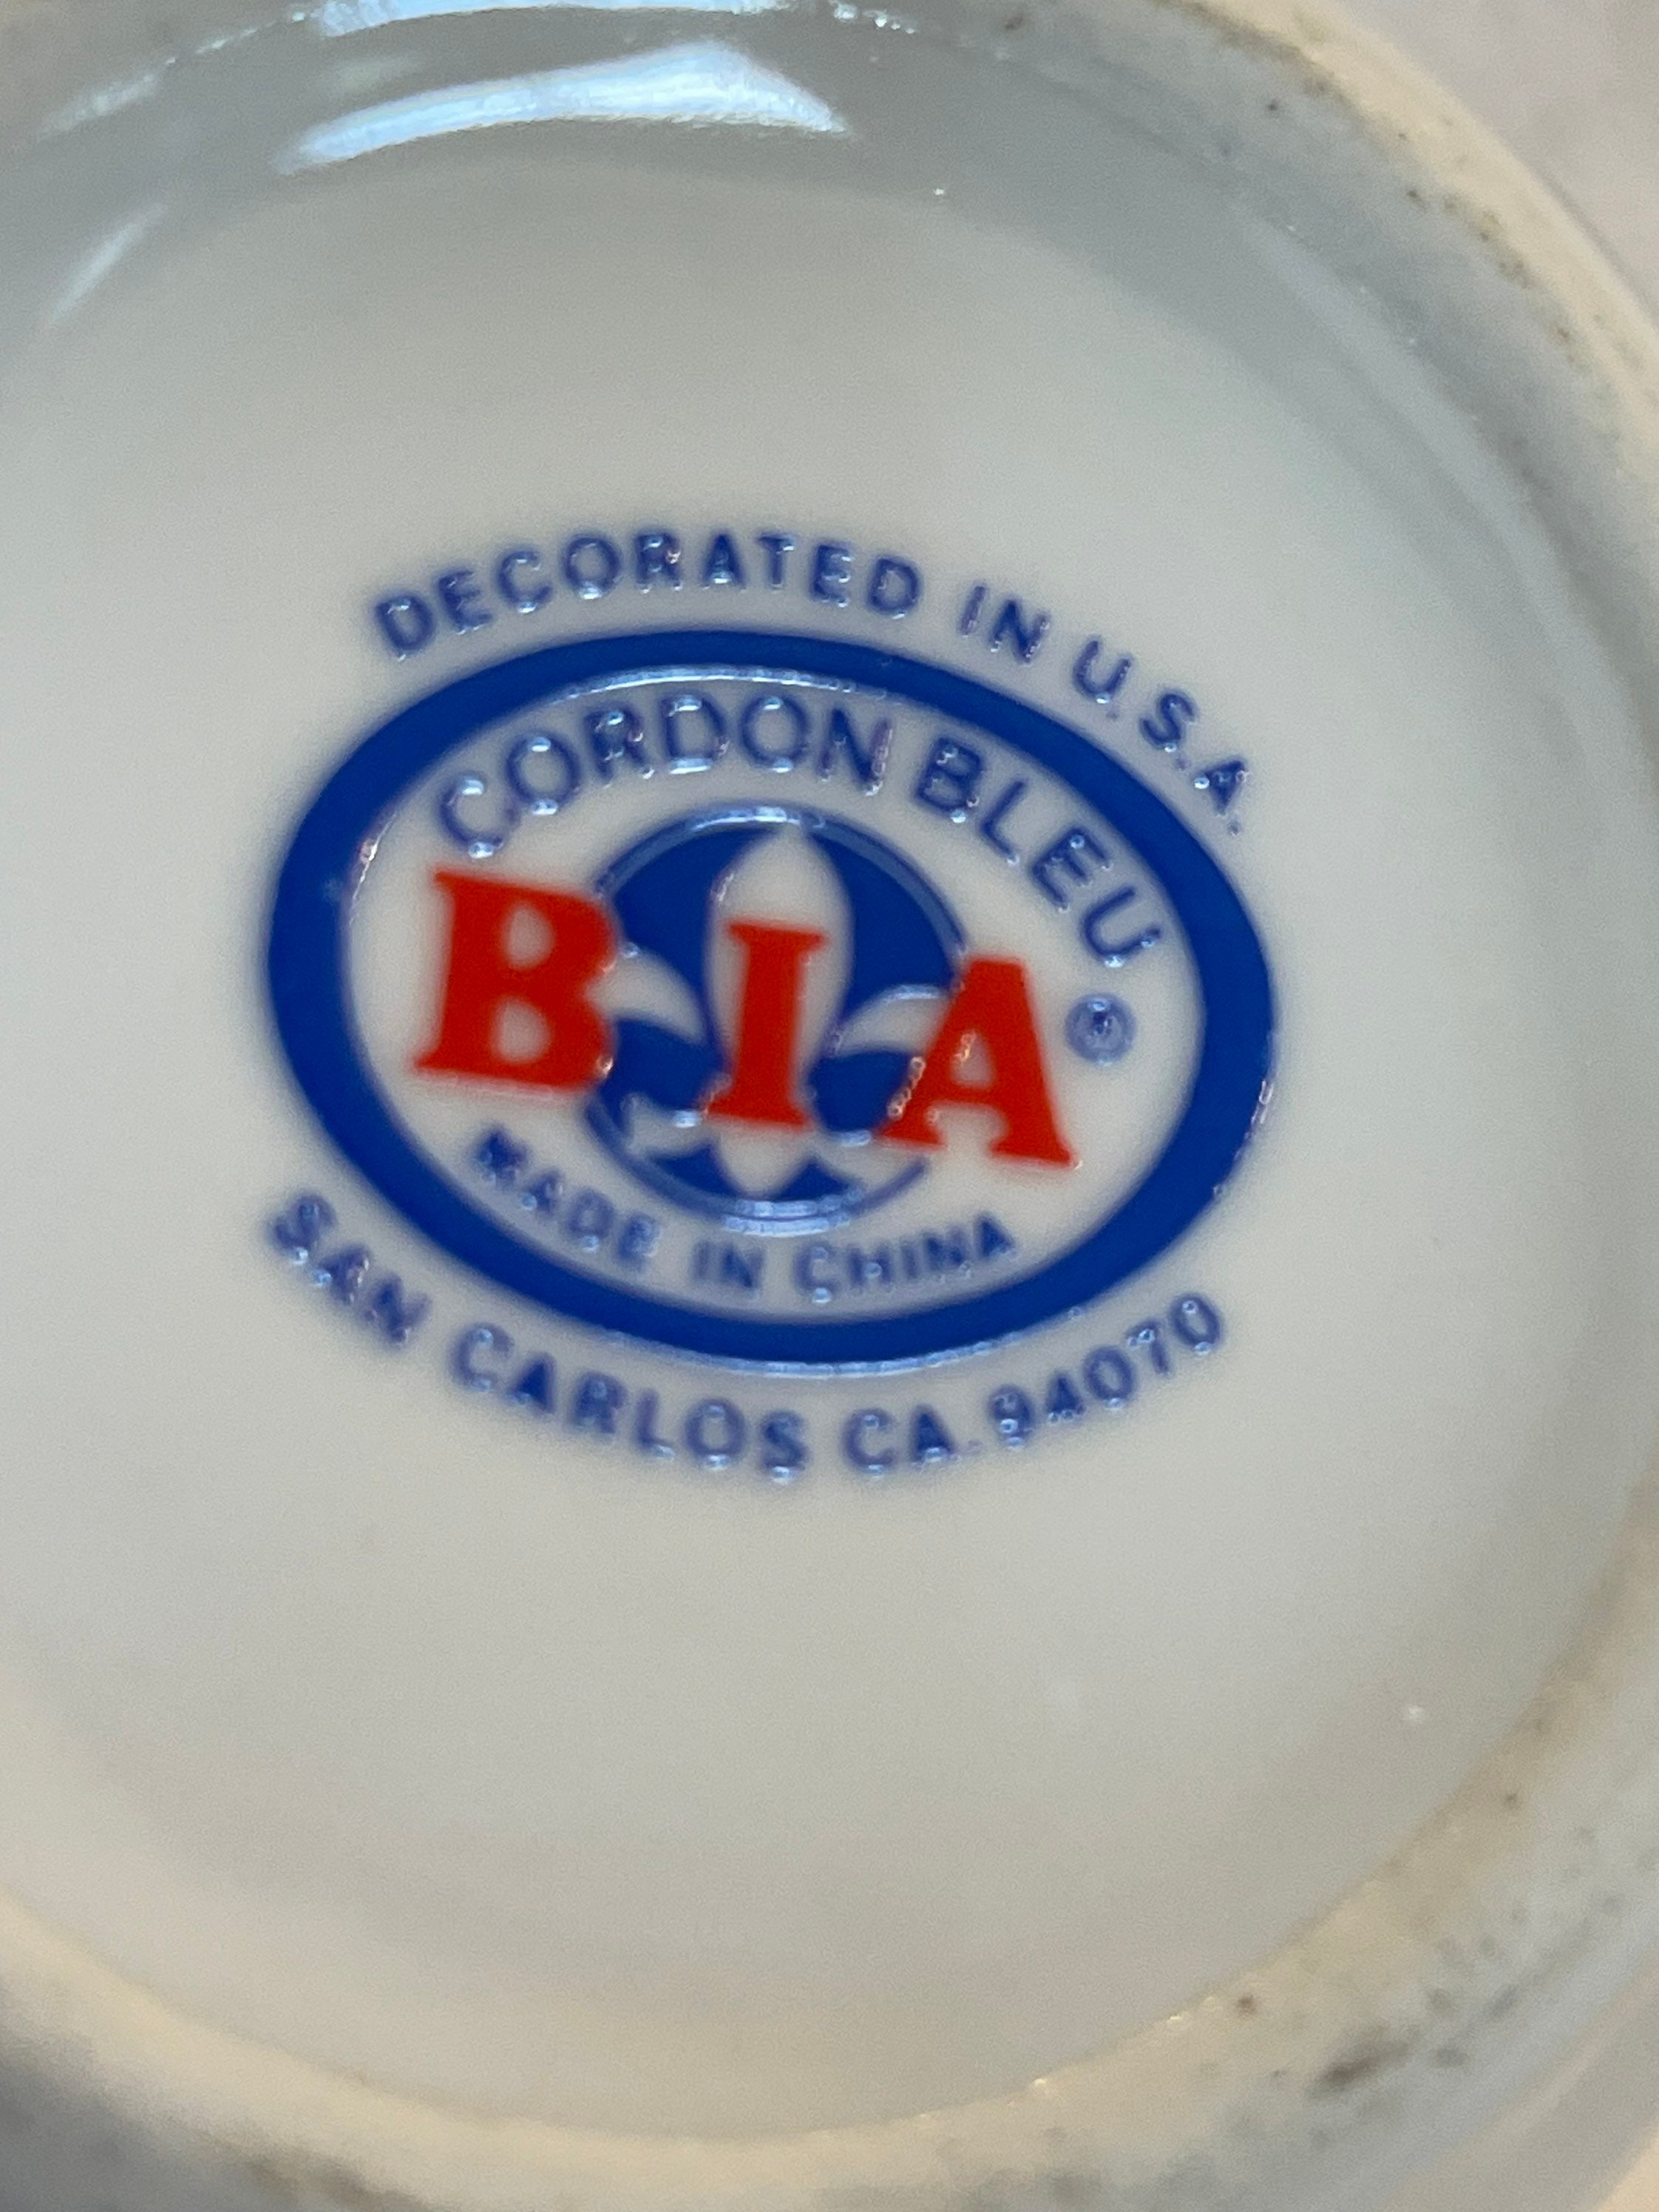 DECORATED IN U.S.A.
CORDON BLEU
BIA®
MADE IN CHINA
SAN CARLOS CA. 94070